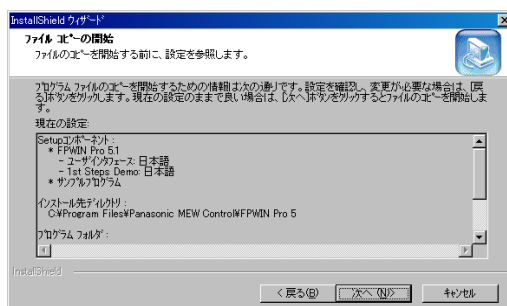 InstallShield ウィザード
ファイル コピーの開始
ファイルのコピーを開始する前に、設定を参照します。
プログラム ファイルのコピーを開始するための情報は次の通りです。設定を確認し、変更が必要な場合は、[戻
る]ボタンをクリックします。現在の設定のままで良い場合は、[次へ]ボタンをクリックするとファイルのコピーを開始しま
す。
現在の設定:
Setupコンポーネント:
* FPWIN Pro 5.1
- ユーザインタフェース: 日本語
- 1st Steps Demo: 日本語
* サンプルプログラム
インストール先ディレクトリ:
C:¥Program Files¥Panasonic MEW Control¥FPWIN Pro 5
プログラム フォルダ:
InstallShield
< 戻る(B)
次へ (N)>
キャンセル